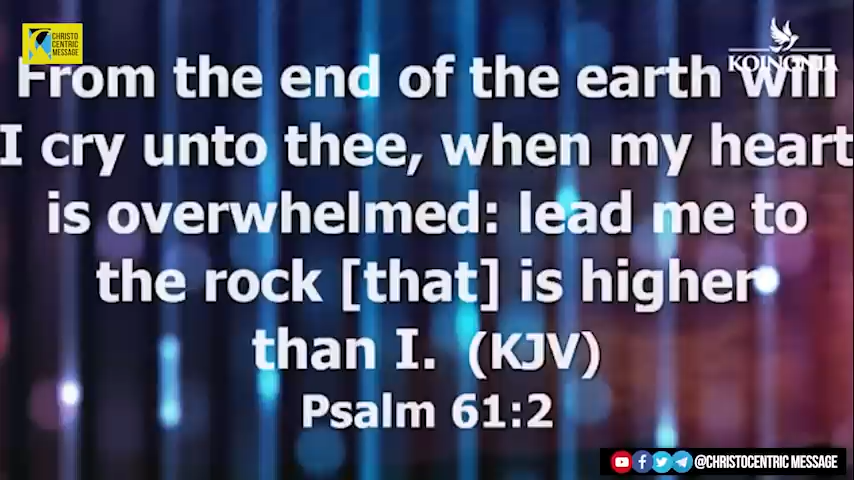 CHRISTO
CENTRIC
MESSAGE
KOINONIA
From the end of the earth will
I cry unto thee, when my heart
is overwhelmed: lead me to
the rock [that] is higher
than I. (KJV)
Psalm 61:2
@CHRISTOCENTRIC MESSAGE